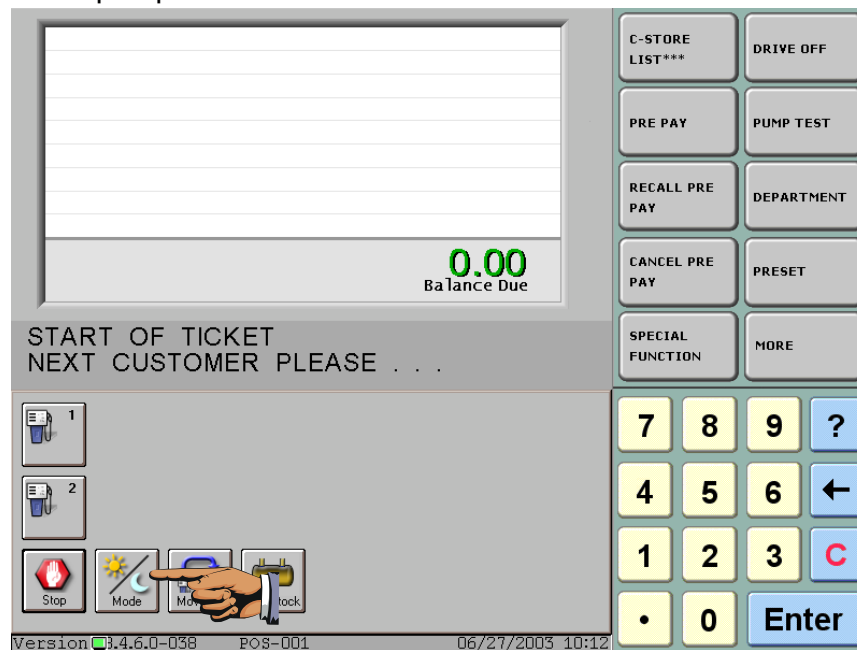 C-STORE
LIST***
DRIVE OFF
PRE PAY
PUMP TEST
RECALL PRE
PAY
DEPARTMENT
0.00
Balance Due
CANCEL PRE
PAY
PRESET
START OF TICKET
NEXT CUSTOMER PLEASE . . .
SPECIAL
FUNCTION
MORE
1
7 8 9 ?
2
4 5 6 ←
1 2 3 C
Stop
Mode
. 0 Enter
POS-001
06/27/2003 10:12